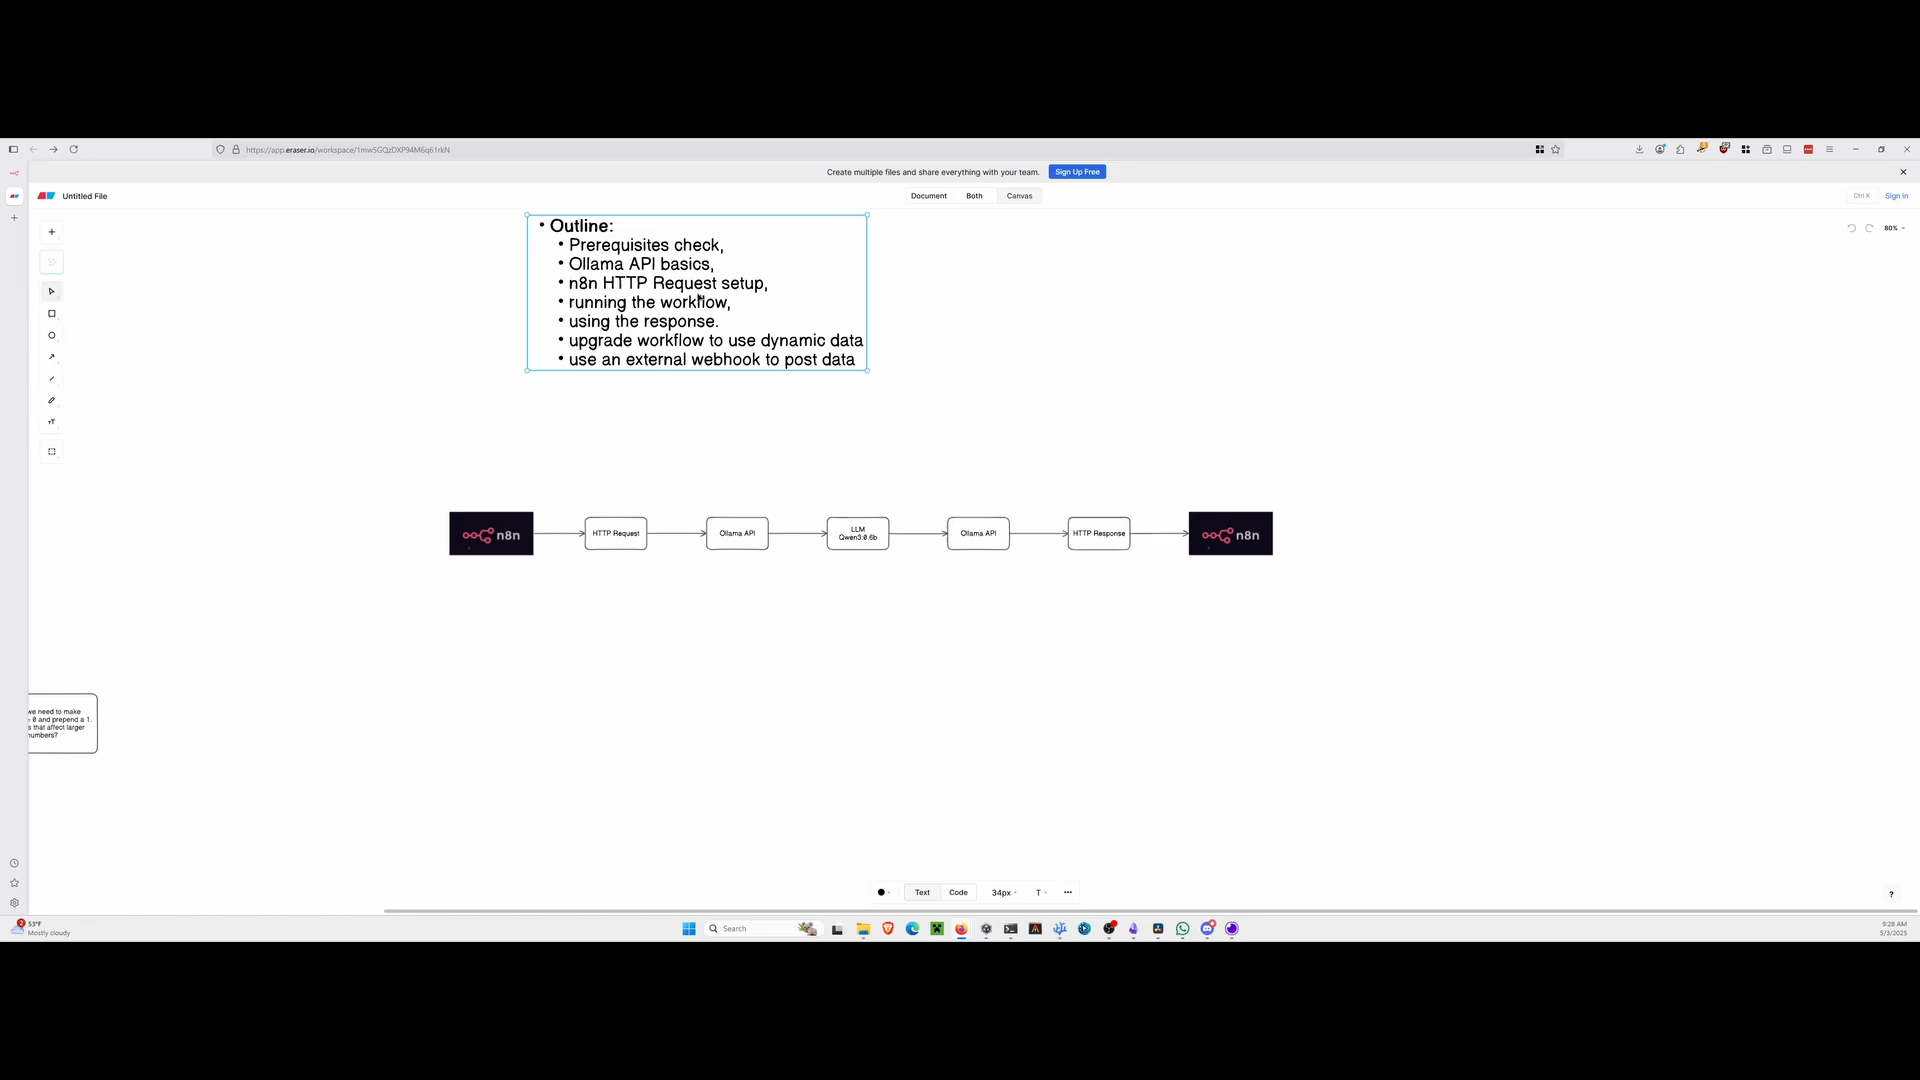 https://app.eraser.io/workspace/1mw5GQzDXP94M6q61rkN
Create multiple files and share everything with your team.
Sign Up Free
Untitled File
Document
Both
Canvas
Ctrl K
Sign in
80%
• Outline:
• Prerequisites check,
• Ollama API basics,
• n8n HTTP Request setup,
• running the workflow,
• using the response.
• upgrade workflow to use dynamic data
• use an external webhook to post data
n8n
HTTP Request
Ollama API
LLM
Qwen3:0.6b
Ollama API
HTTP Response
n8n
we need to make
= 0 and prepend a 1.
s that affect larger
numbers?
Text
Code
34px
T
?
2
53°F
Mostly cloudy
Search
9:28 AM
5/3/2025